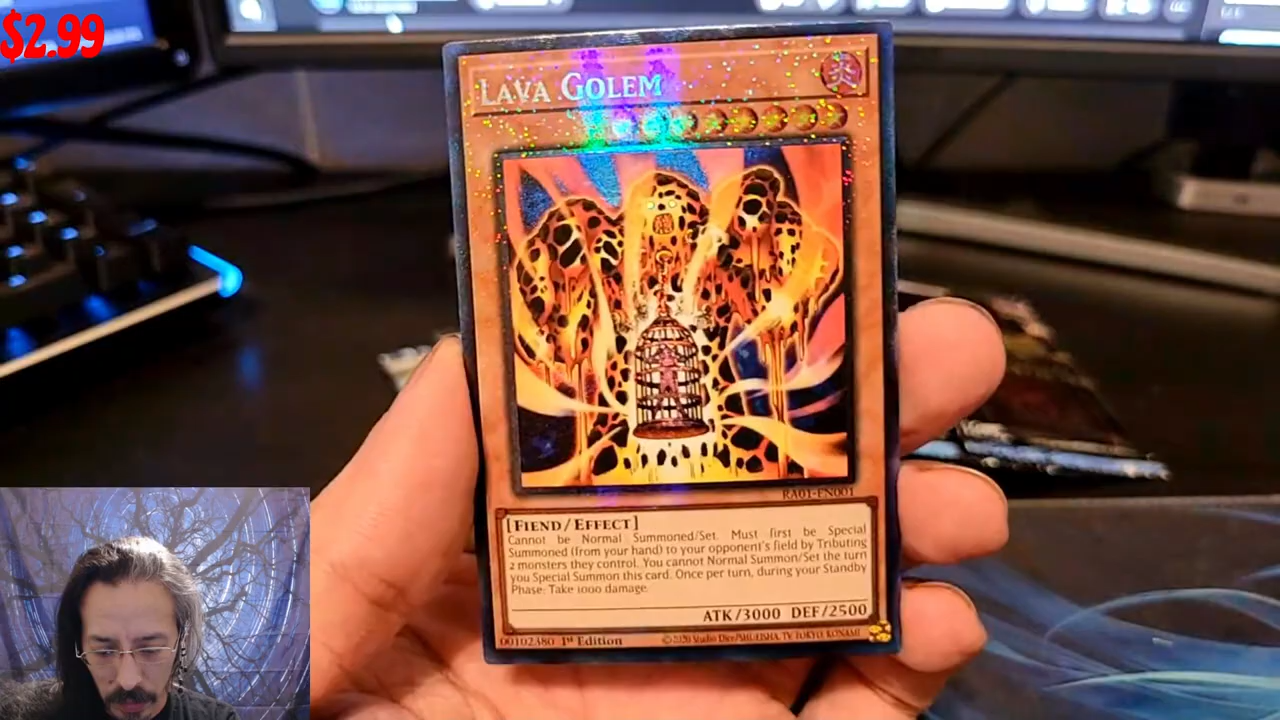 $2.99
LAVA GOLEM
炎
RA01-EN001
[FIEND/EFFECT]
Cannot be Normal Summoned/Set. Must first be Special
Summoned (from your hand) to your opponent's field by Tributing
2 monsters they control. You cannot Normal Summon/Set the turn
you Special Summon this card. Once per turn, during your Standby
Phase: Take 1000 damage.
ATK/3000 DEF/2500
00102380 1st Edition
©2020 Studio Dice/SHUEISHA, TV TOKYO, KONAMI